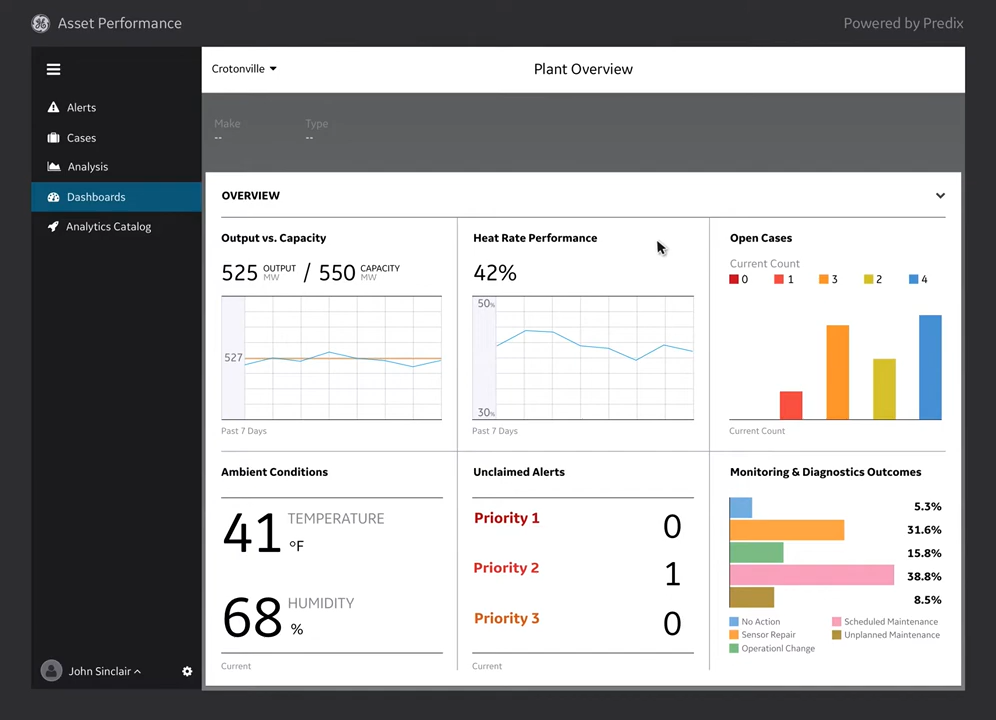 Asset Performance
Powered by Predix
Crotonville
Plant Overview
Alerts
Cases
Analysis
Dashboards
Analytics Catalog
John Sinclair
Make
--
Type
--
OVERVIEW
Output vs. Capacity
525 OUTPUT MW / 550 CAPACITY MW
527
Past 7 Days
Heat Rate Performance
42%
50%
30%
Past 7 Days
Open Cases
Current Count
0 1 3 2 4
Current Count
Ambient Conditions
41 TEMPERATURE
°F
68 HUMIDITY
%
Current
Unclaimed Alerts
Priority 1 0
Priority 2 1
Priority 3 0
Current
Monitoring & Diagnostics Outcomes
5.3%
31.6%
15.8%
38.8%
8.5%
No Action
Scheduled Maintenance
Sensor Repair
Unplanned Maintenance
Operationl Change